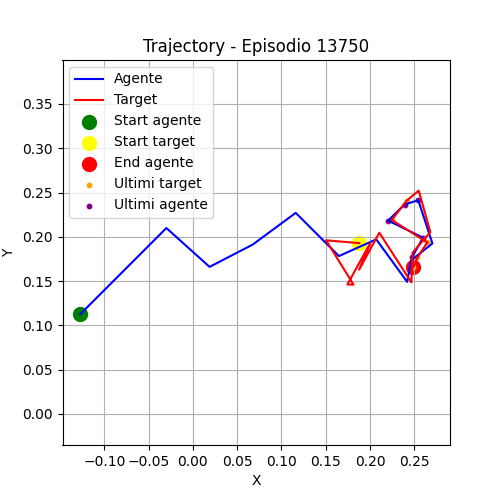 Trajectory - Episodio 13750
Agente
Target
Start agente
Start target
End agente
Ultimi target
Ultimi agente
0.35
0.30
0.25
0.20
0.15
0.10
0.05
0.00
Y
−0.10 −0.05 0.00 0.05 0.10 0.15 0.20 0.25
X